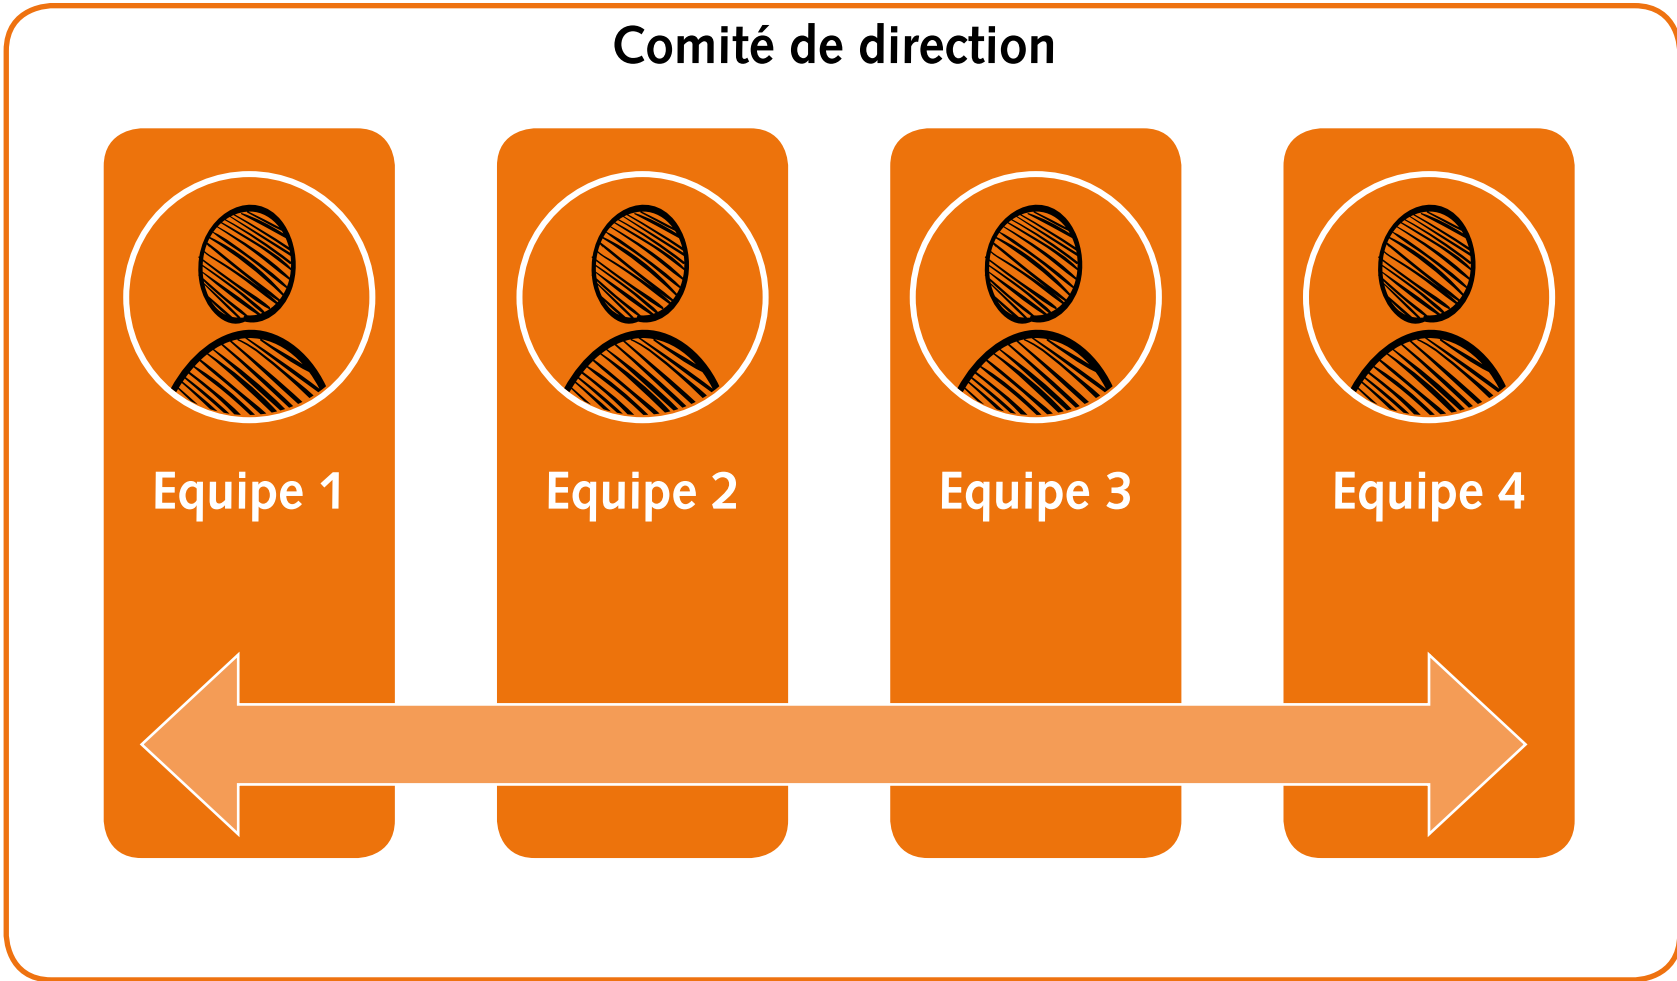 Comité de direction
Equipe 1
Equipe 2
Equipe 3
Equipe 4